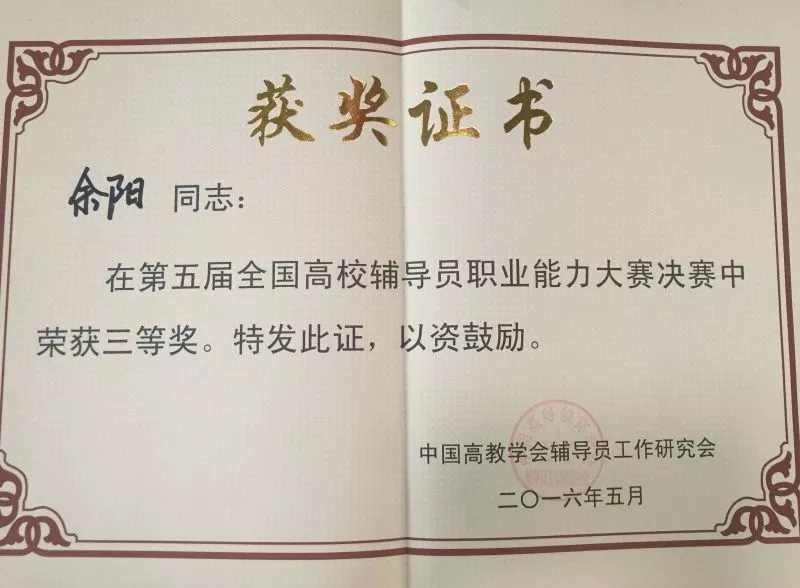 获奖证书
余阳 同志：
在第五届全国高校辅导员职业能力大赛决赛中
荣获三等奖。特发此证，以资鼓励。
中国高教学会辅导员工作研究会
二〇一六年五月